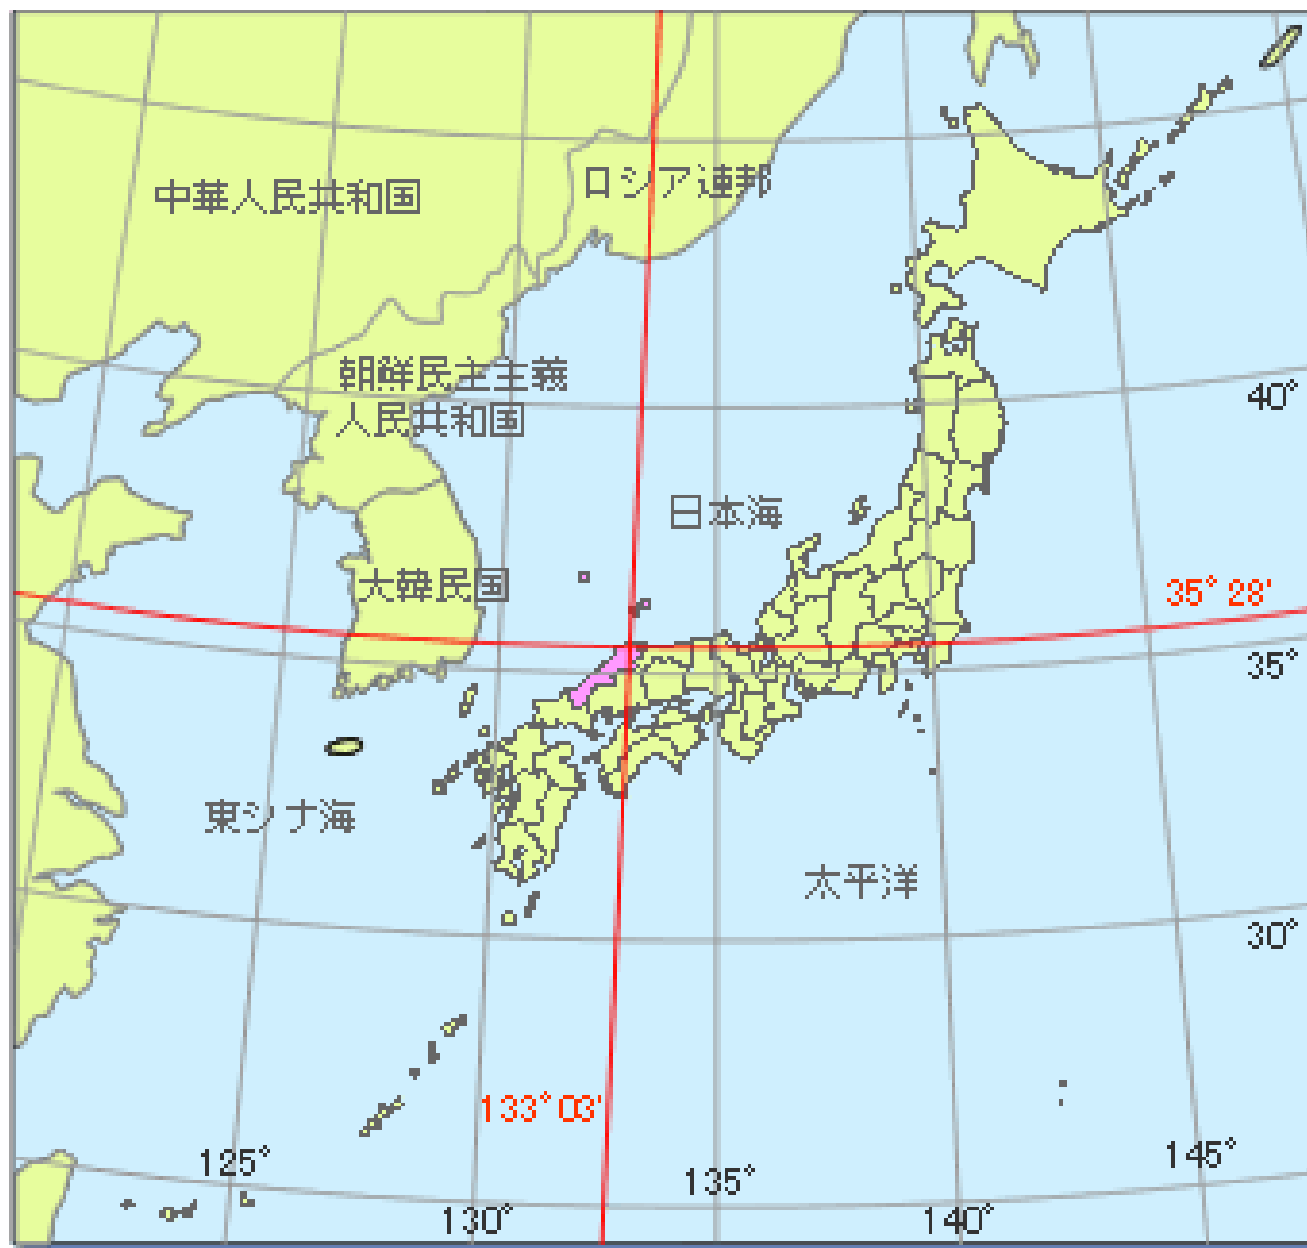 中華人民共和国
ロシア連邦
朝鮮民主主義
人民共和国
40°
日本海
大韓民国
35° 28'
35°
東シナ海
太平洋
30°
133° 03'
125°
135°
145°
130°
140°